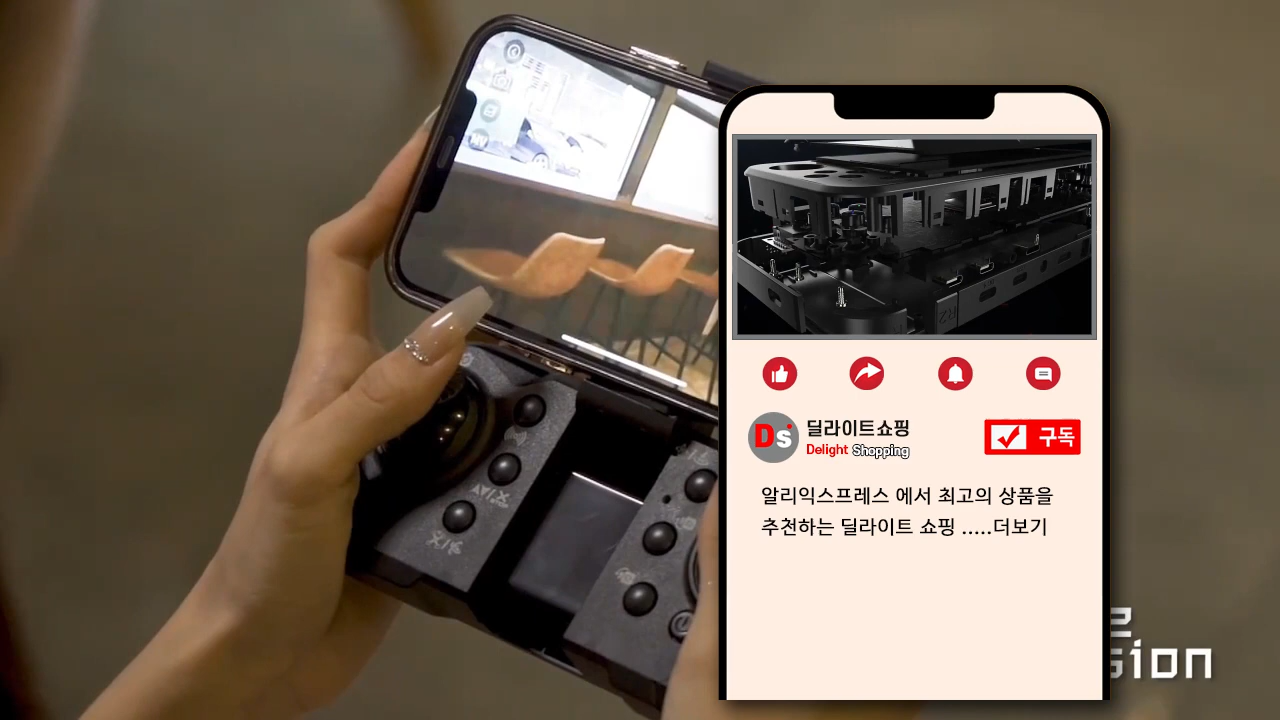 Ds
딜라이트쇼핑
Delight Shopping
구독
알리익스프레스 에서 최고의 상품을
추천하는 딜라이트 쇼핑 .....더보기
sion